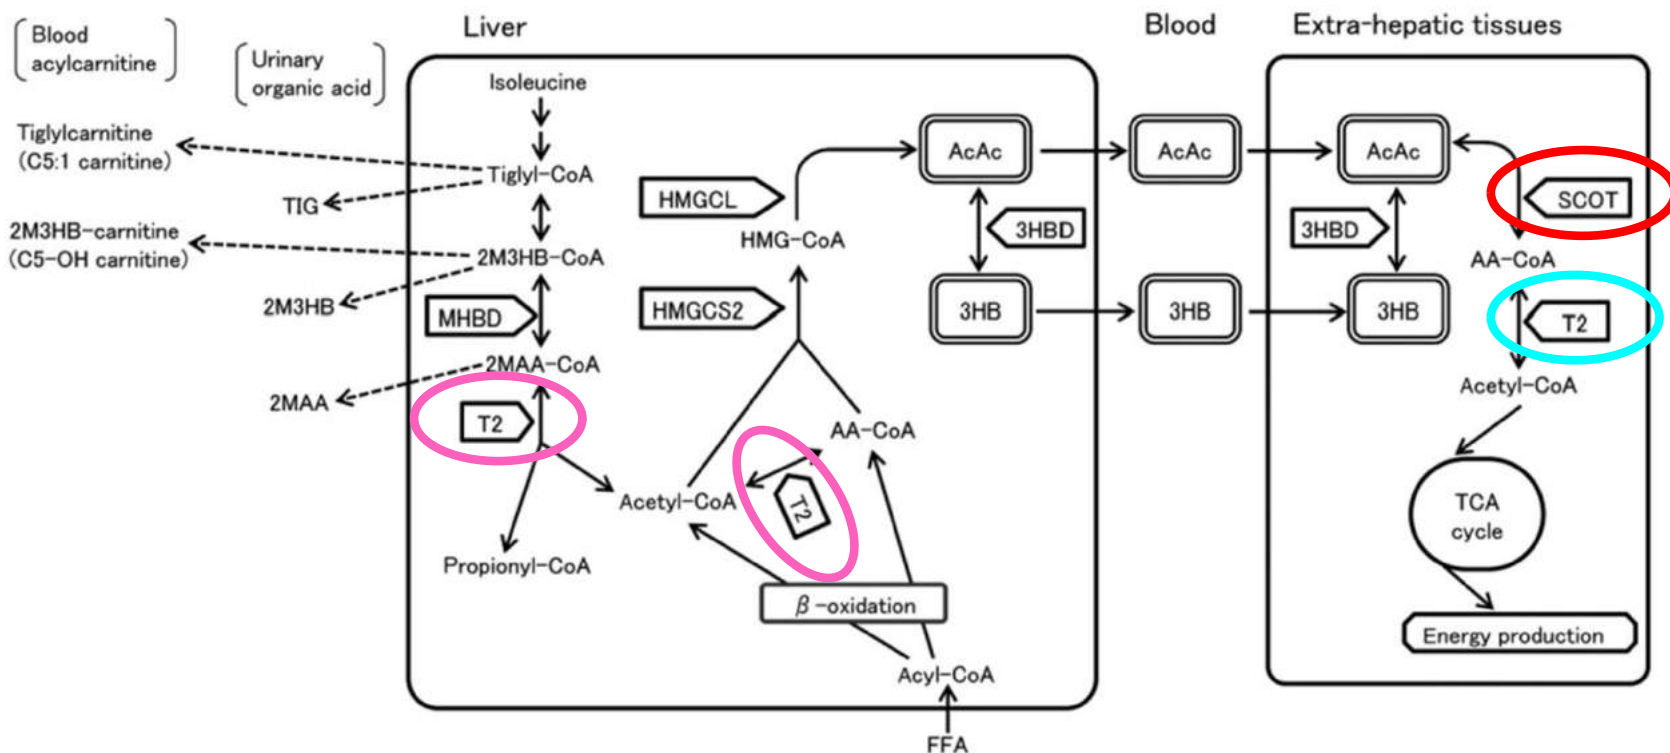 Liver
Blood
Extra-hepatic tissues
Blood
acylcarnitine
Urinary
organic acid
Isoleucine
Tiglylcarnitine
(C5:1 carnitine)
Tiglyl-CoA
TIG
2M3HB-carnitine
(C5-OH carnitine)
2M3HB-CoA
2M3HB
MHBD
2MAA-CoA
2MAA
T2
Acetyl-CoA
Propionyl-CoA
HMGCL
HMG-CoA
HMGCS2
AA-CoA
T2
β-oxidation
Acyl-CoA
FFA
AcAc
3HBD
3HB
AcAc
3HB
AcAc
3HBD
3HB
SCOT
AA-CoA
T2
Acetyl-CoA
TCA
cycle
Energy production